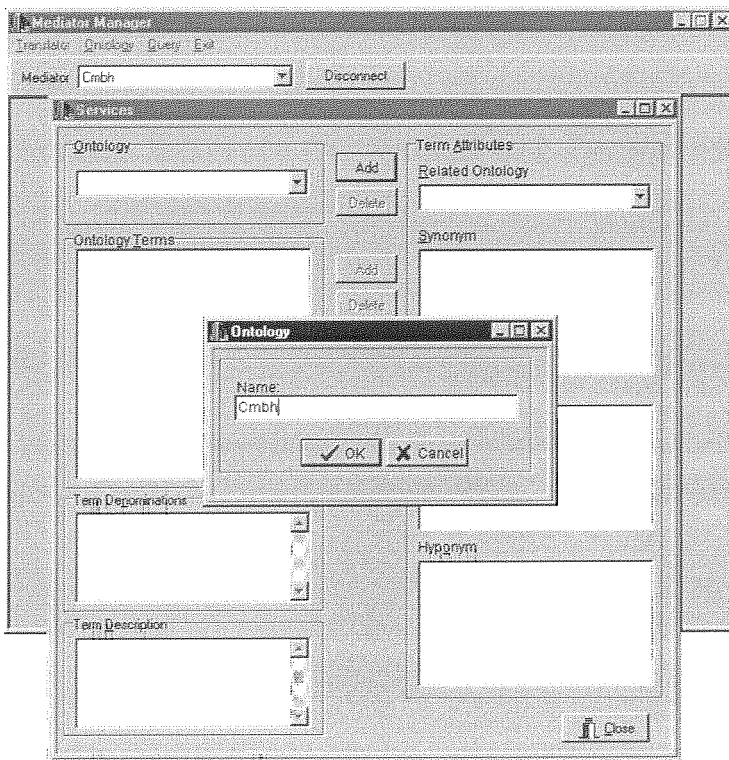 Mediator Manager
Translator Ontology Query Exit
Mediator Cmbh Disconnect
Services
Ontology
Add
Delete
Ontology Terms
Add
Delete
Term Attributes
Related Ontology
Synonym
Ontology
Name:
Cmbh
OK Cancel
Term Denominations
Hyponym
Term Description
Close